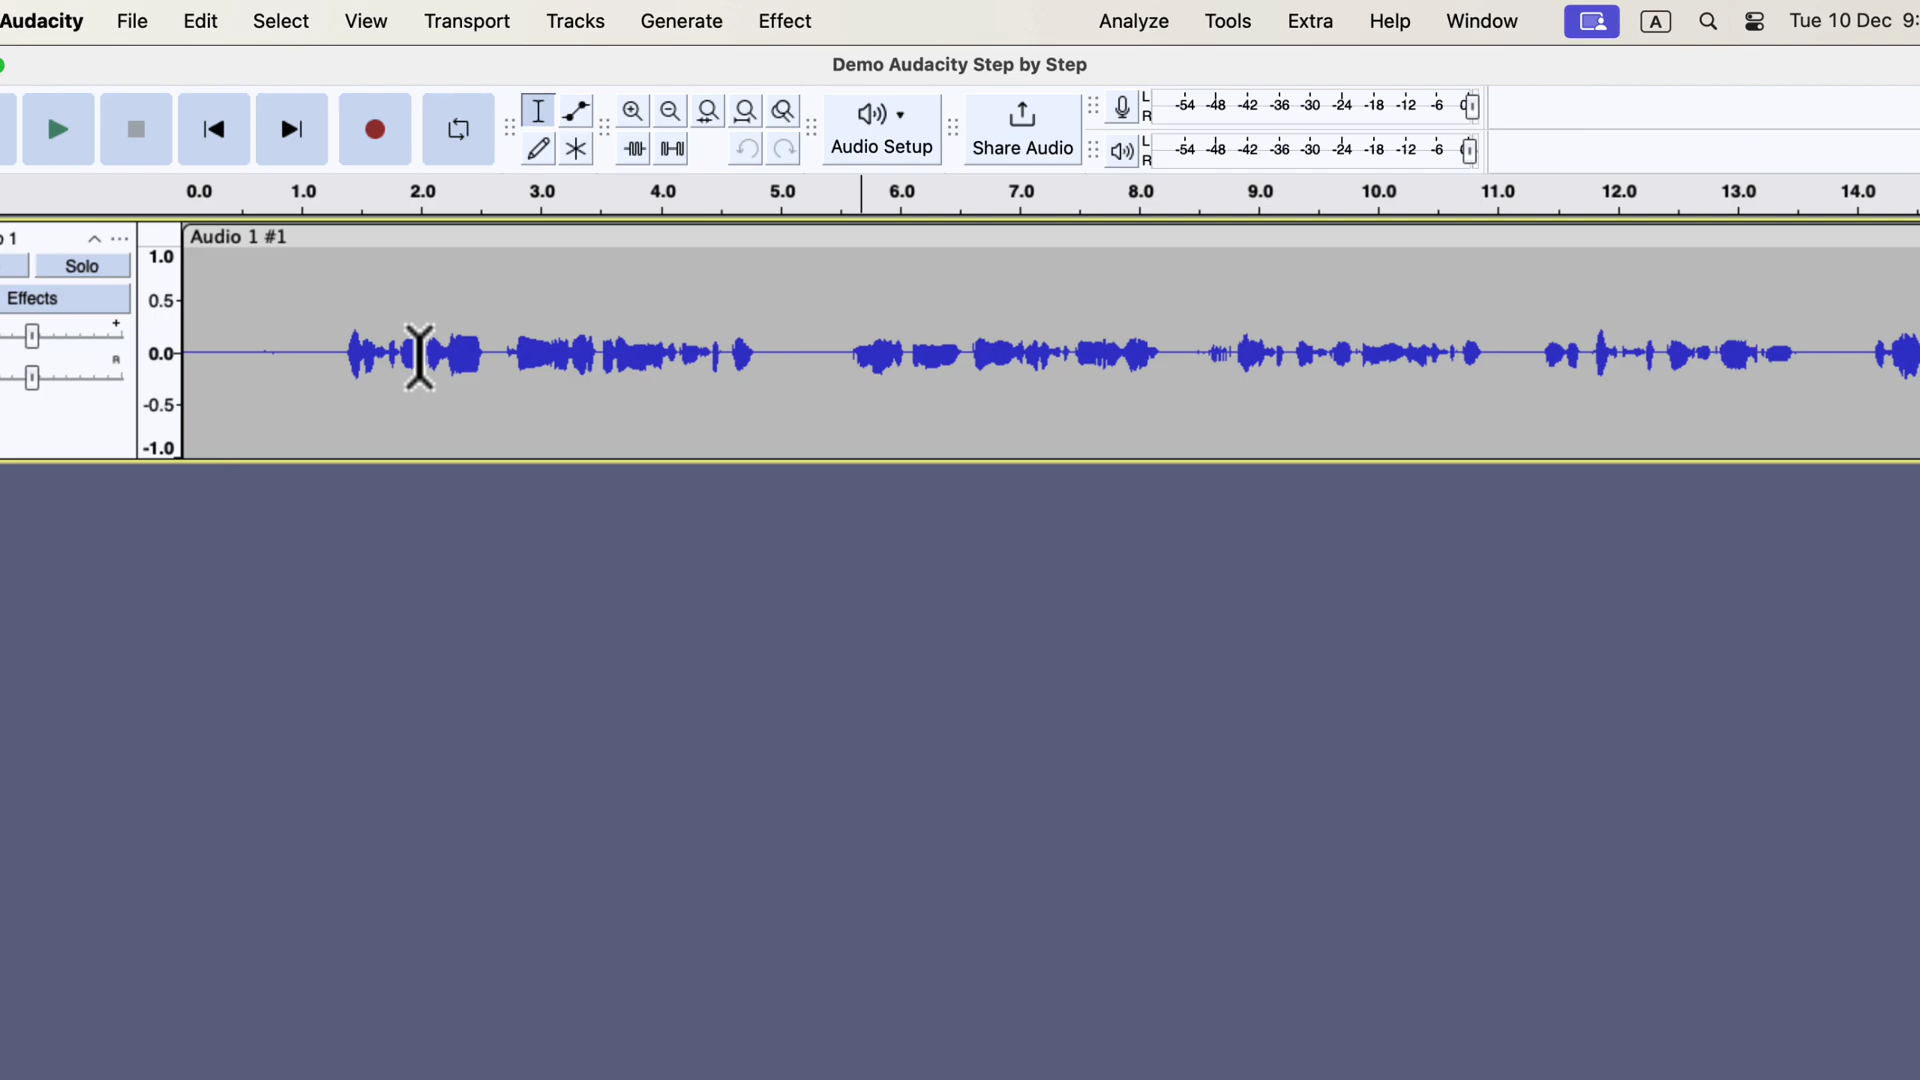 Audacity File Edit Select View Transport Tracks Generate Effect Analyze Tools Extra Help Window A Tue 10 Dec 9:
Demo Audacity Step by Step
Audio Setup
Share Audio
L -54 -48 -42 -36 -30 -24 -18 -12 -6 0
R
L -54 -48 -42 -36 -30 -24 -18 -12 -6
R
0.0 1.0 2.0 3.0 4.0 5.0 6.0 7.0 8.0 9.0 10.0 11.0 12.0 13.0 14.0
o 1
Audio 1 #1
Solo
Effects
+
R
1.0
0.5
0.0
-0.5
-1.0